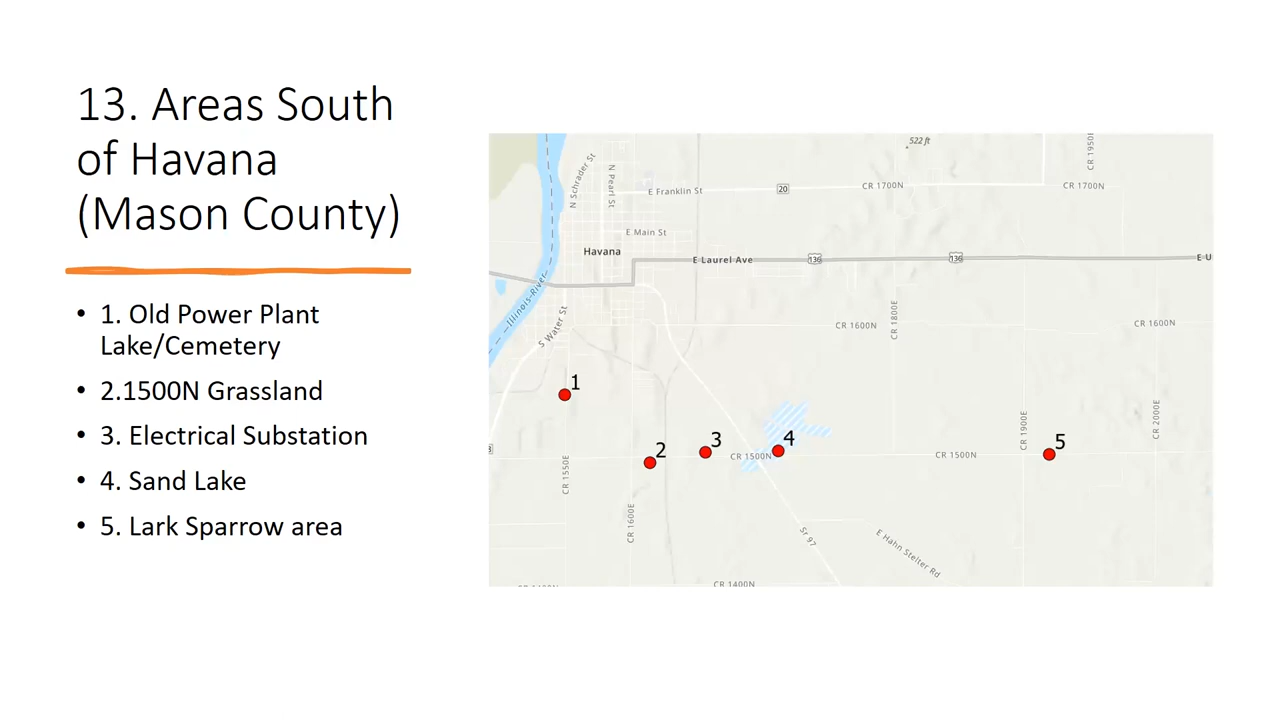 13. Areas South
of Havana
(Mason County)
• 1. Old Power Plant
Lake/Cemetery
• 2.1500N Grassland
• 3. Electrical Substation
• 4. Sand Lake
• 5. Lark Sparrow area
522 ft
CR 1950E
N Schrader St
N Pearl St
E Franklin St
20
CR 1700N
CR 1700N
E Main St
Havana
E Laurel Ave
136
136
E U
Illinois River
S Water St
CR 1800E
CR 1600N
CR 1600N
1
2
3
4
5
CR 1550E
CR 1500N
CR 1500N
CR 1900E
CR 2000E
CR 1600E
Sr 97
E Hahn Stelter Rd
CR 1400N